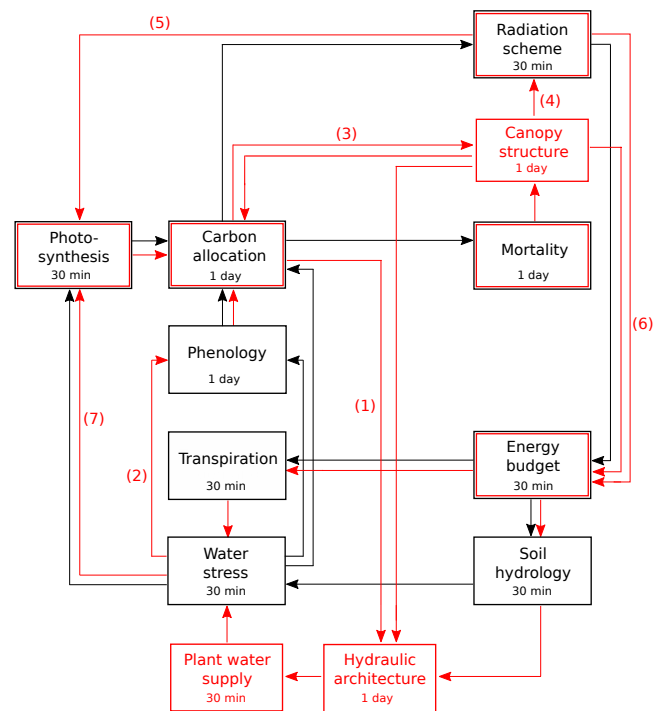 (5)
Radiation
scheme
30 min
(4)
(3)
Canopy
structure
1 day
Photo-
synthesis
30 min
Carbon
allocation
1 day
Mortality
1 day
(6)
Phenology
1 day
(1)
(7)
(2)
Transpiration
30 min
Energy
budget
30 min
Water
stress
30 min
Soil
hydrology
30 min
Plant water
supply
30 min
Hydraulic
architecture
1 day